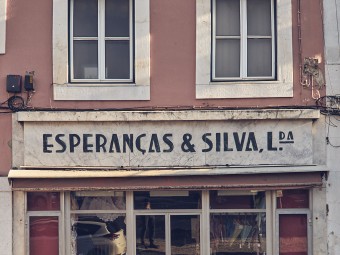 ESPERANÇAS & SILVA, L.DA